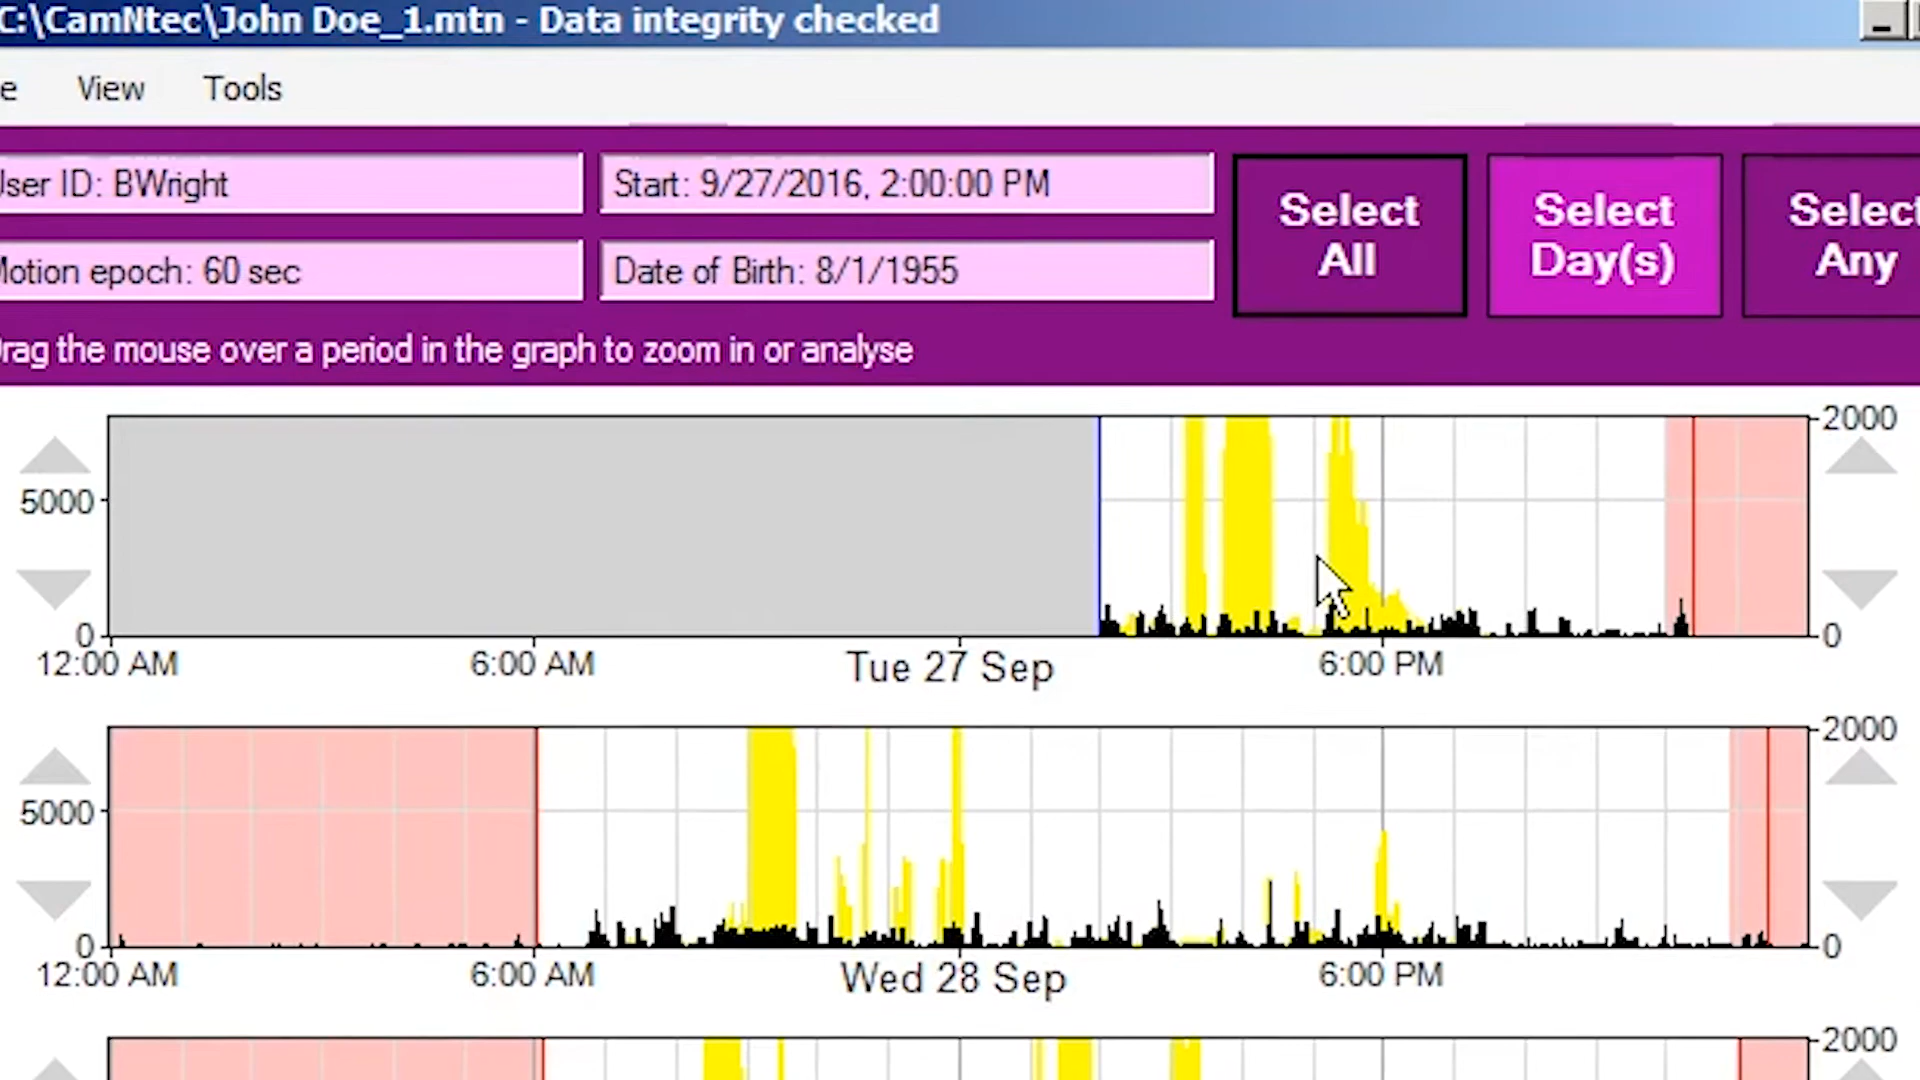 C:\CamNtec\John Doe_1.mtn - Data integrity checked
e View Tools
User ID: BWright
Start: 9/27/2016, 2:00:00 PM
Select All
Select Day(s)
Select Any
Motion epoch: 60 sec
Date of Birth: 8/1/1955
Drag the mouse over a period in the graph to zoom in or analyse
2000
5000
0
0
12:00 AM
6:00 AM
Tue 27 Sep
6:00 PM
2000
5000
0
0
12:00 AM
6:00 AM
Wed 28 Sep
6:00 PM
2000